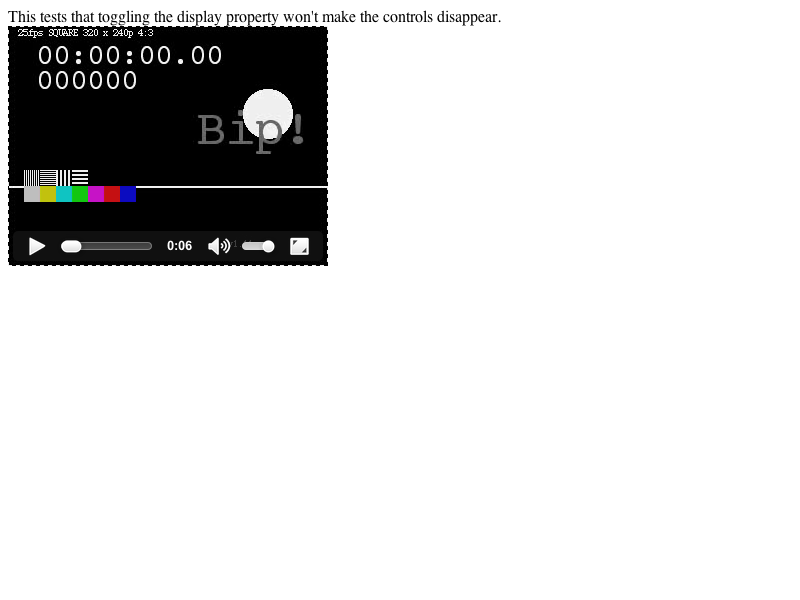 This tests that toggling the display property won't make the controls disappear.
25fps SQUARE 320 x 240p 4:3
00:00:00.00
000000
Bip!
0:06